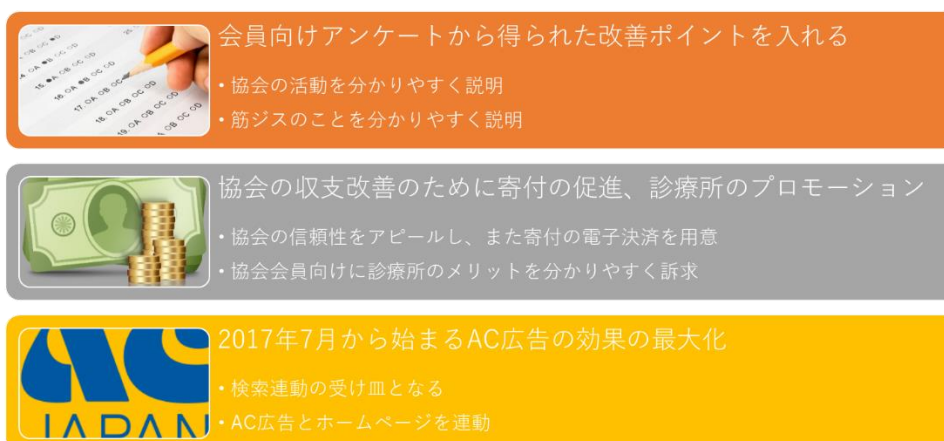 会員向けアンケートから得られた改善ポイントを入れる
• 協会の活動を分かりやすく説明
• 筋ジスのことを分かりやすく説明
協会の収支改善のために寄付の促進、診療所のプロモーション
• 協会の信頼性をアピールし、また寄付の電子決済を用意
• 協会会員向けに診療所のメリットを分かりやすく訴求
2017年7月から始まるAC広告の効果の最大化
• 検索連動の受け皿となる
• AC広告とホームページを連動
AC
JAPAN